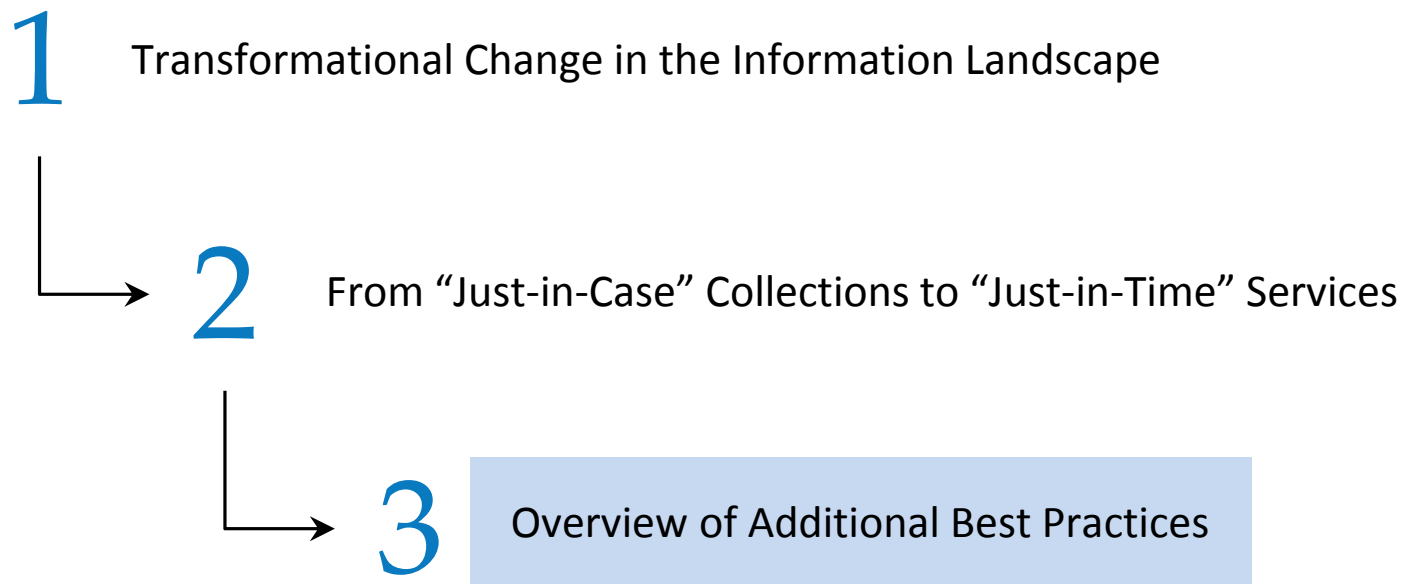 1 Transformational Change in the Information Landscape
2 From “Just-in-Case” Collections to “Just-in-Time” Services
3 Overview of Additional Best Practices